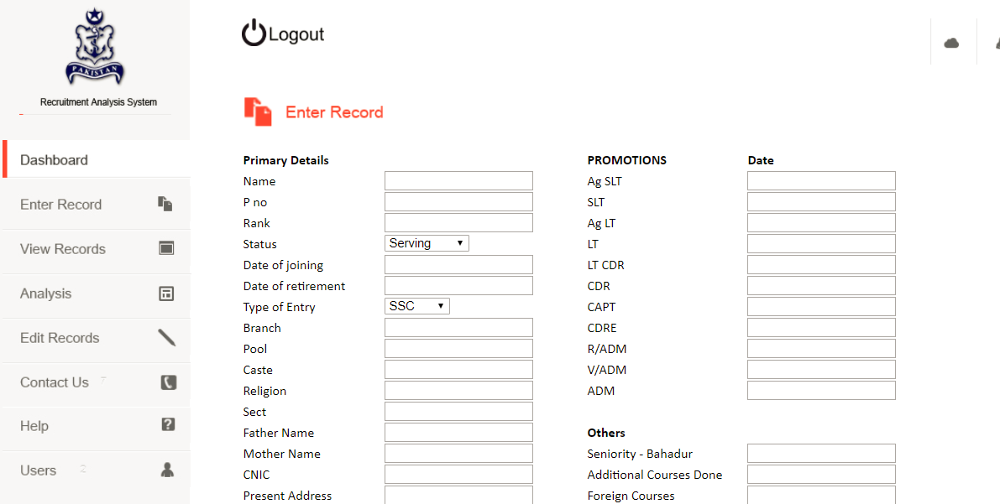 PAKISTAN
Recruitment Analysis System
Dashboard
Enter Record
View Records
Analysis
Edit Records
Contact Us
Help
Users
Logout
Enter Record
Primary Details
Name
P no
Rank
Status Serving
Date of joining
Date of retirement
Type of Entry SSC
Branch
Pool
Caste
Religion
Sect
Father Name
Mother Name
CNIC
Present Address
PROMOTIONS Date
Ag SLT
SLT
Ag LT
LT
LT CDR
CDR
CAPT
CDRE
R/ADM
V/ADM
ADM
Others
Seniority - Bahadur
Additional Courses Done
Foreign Courses